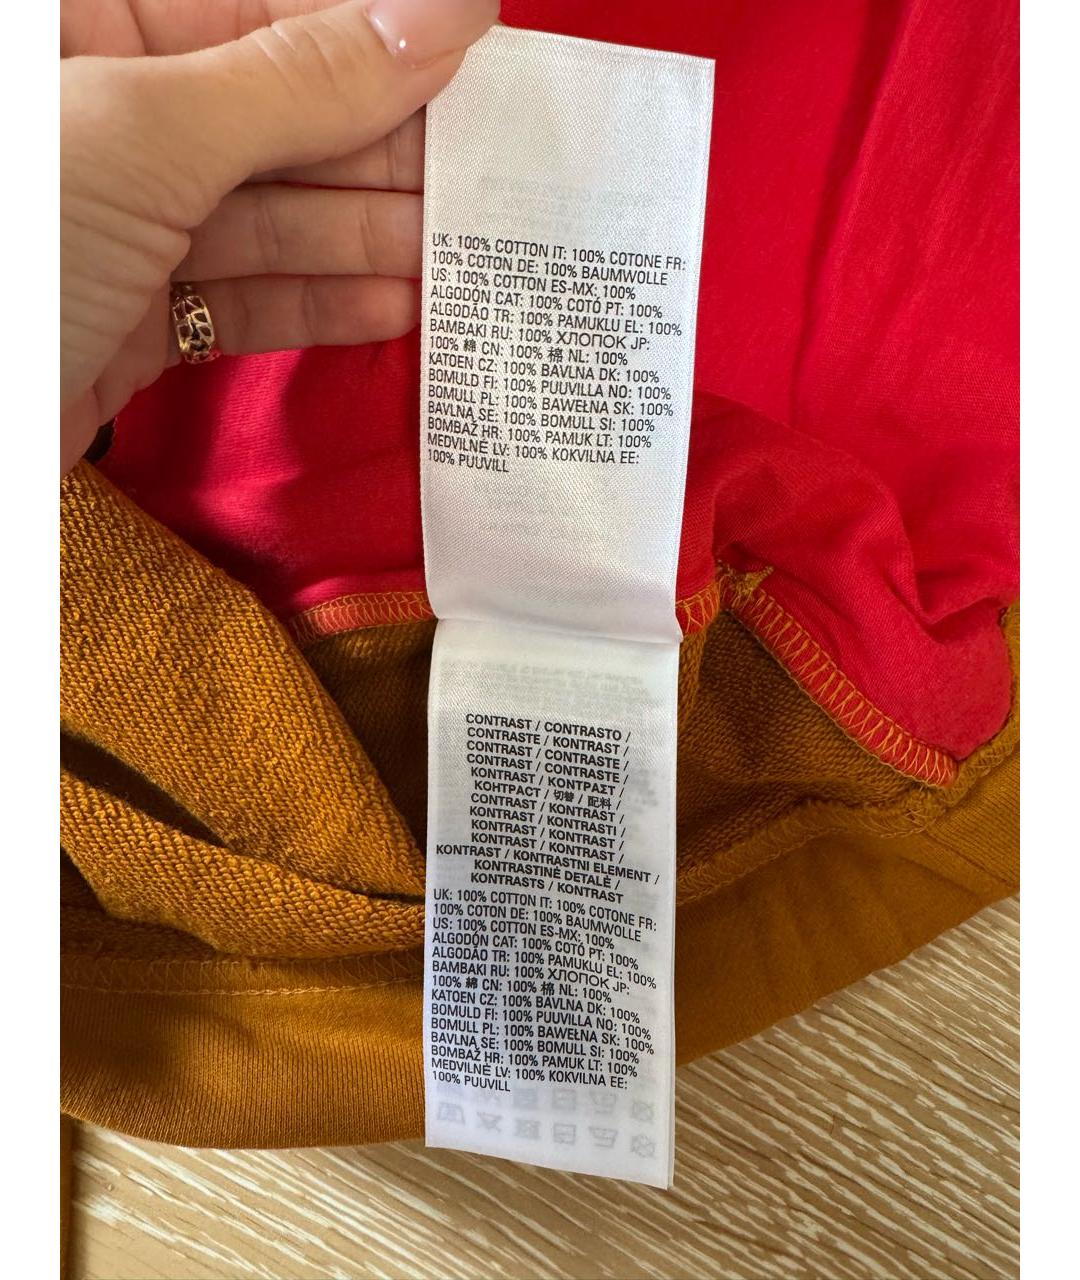 UK: 100% COTTON IT: 100% COTONE FR:
100% COTON DE: 100% BAUMWOLLE
US: 100% COTTON ES-MX: 100%
ALGODÓN CAT: 100% COTÓ PT: 100%
ALGODÃO TR: 100% PAMUKLU EL: 100%
BAMBAKI RU: 100% ХЛОПОК JP:
100% 綿 CN: 100% 棉 NL: 100%
KATOEN CZ: 100% BAVLNA DK: 100%
BOMULD FI: 100% PUUVILLA NO: 100%
BOMULL PL: 100% BAWEŁNA SK: 100%
BAVLNA SE: 100% BOMULL SI: 100%
BOMBAŽ HR: 100% PAMUK LT: 100%
MEDVILNĖ LV: 100% KOKVILNA EE:
100% PUUVILL
CONTRAST / CONTRASTO /
CONTRASTE / KONTRAST /
CONTRAST / CONTRASTE /
CONTRAST / CONTRASTE /
KONTRAST / ΚΟΝΤΡΑΣΤ /
КОНТРАСТ / 切替 / 配料 /
CONTRAST / KONTRAST /
KONTRAST / KONTRASTI /
KONTRAST / KONTRAST /
KONTRAST / KONTRAST /
KONTRAST / KONTRASTNI ELEMENT /
KONTRASTINĖ DETALĖ /
KONTRASTS / KONTRAST
UK: 100% COTTON IT: 100% COTONE FR:
100% COTON DE: 100% BAUMWOLLE
US: 100% COTTON ES-MX: 100%
ALGODÓN CAT: 100% COTÓ PT: 100%
ALGODÃO TR: 100% PAMUKLU EL: 100%
BAMBAKI RU: 100% ХЛОПОК JP:
100% 綿 CN: 100% 棉 NL: 100%
KATOEN CZ: 100% BAVLNA DK: 100%
BOMULD FI: 100% PUUVILLA NO: 100%
BOMULL PL: 100% BAWEŁNA SK: 100%
BAVLNA SE: 100% BOMULL SI: 100%
BOMBAŽ HR: 100% PAMUK LT: 100%
MEDVILNĖ LV: 100% KOKVILNA EE:
100% PUUVILL